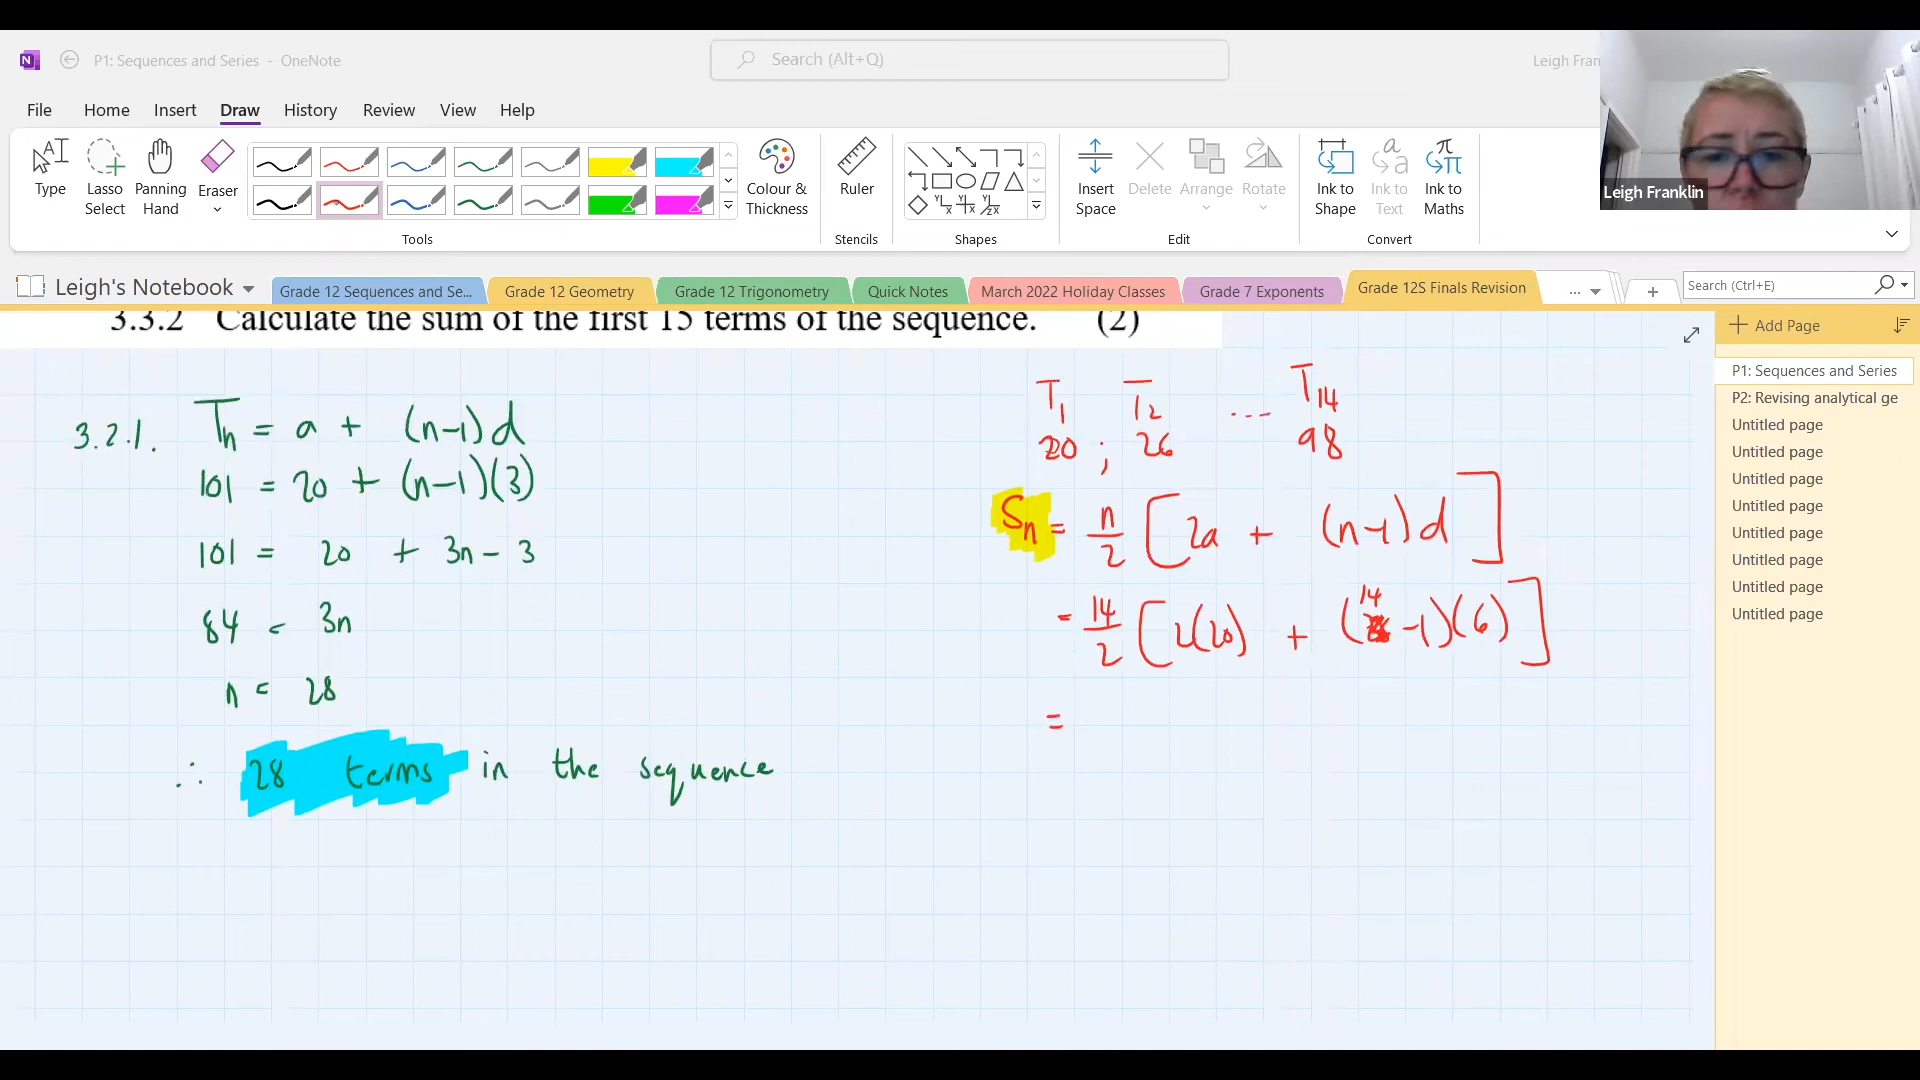 P1: Sequences and Series - OneNote
Search (Alt+Q)
Leigh Fran
File Home Insert Draw History Review View Help
Type
Lasso Select
Panning Hand
Eraser
Colour & Thickness
Ruler
Insert Space
Delete
Arrange
Rotate
Ink to Shape
Ink to Text
Ink to Maths
Leigh Franklin
Tools Stencils Shapes Edit Convert
Leigh's Notebook
Grade 12 Sequences and Se...
Grade 12 Geometry
Grade 12 Trigonometry
Quick Notes
March 2022 Holiday Classes
Grade 7 Exponents
Grade 12S Finals Revision
...
Search (Ctrl+E)
3.3.2 Calculate the sum of the first 15 terms of the sequence. (2)
3.2.1. Tn = a + (n-1)d
101 = 20 + (n-1)(3)
101 = 20 + 3n - 3
84 = 3n
n = 28
∴ 28 terms in the sequence
T1 T2 ... T14
20 ; 26 98
Sn = n/2 [2a + (n-1)d]
= 14/2 [2(20) + (14-1)(6)]
=
Add Page
P1: Sequences and Series
P2: Revising analytical ge
Untitled page
Untitled page
Untitled page
Untitled page
Untitled page
Untitled page
Untitled page
Untitled page